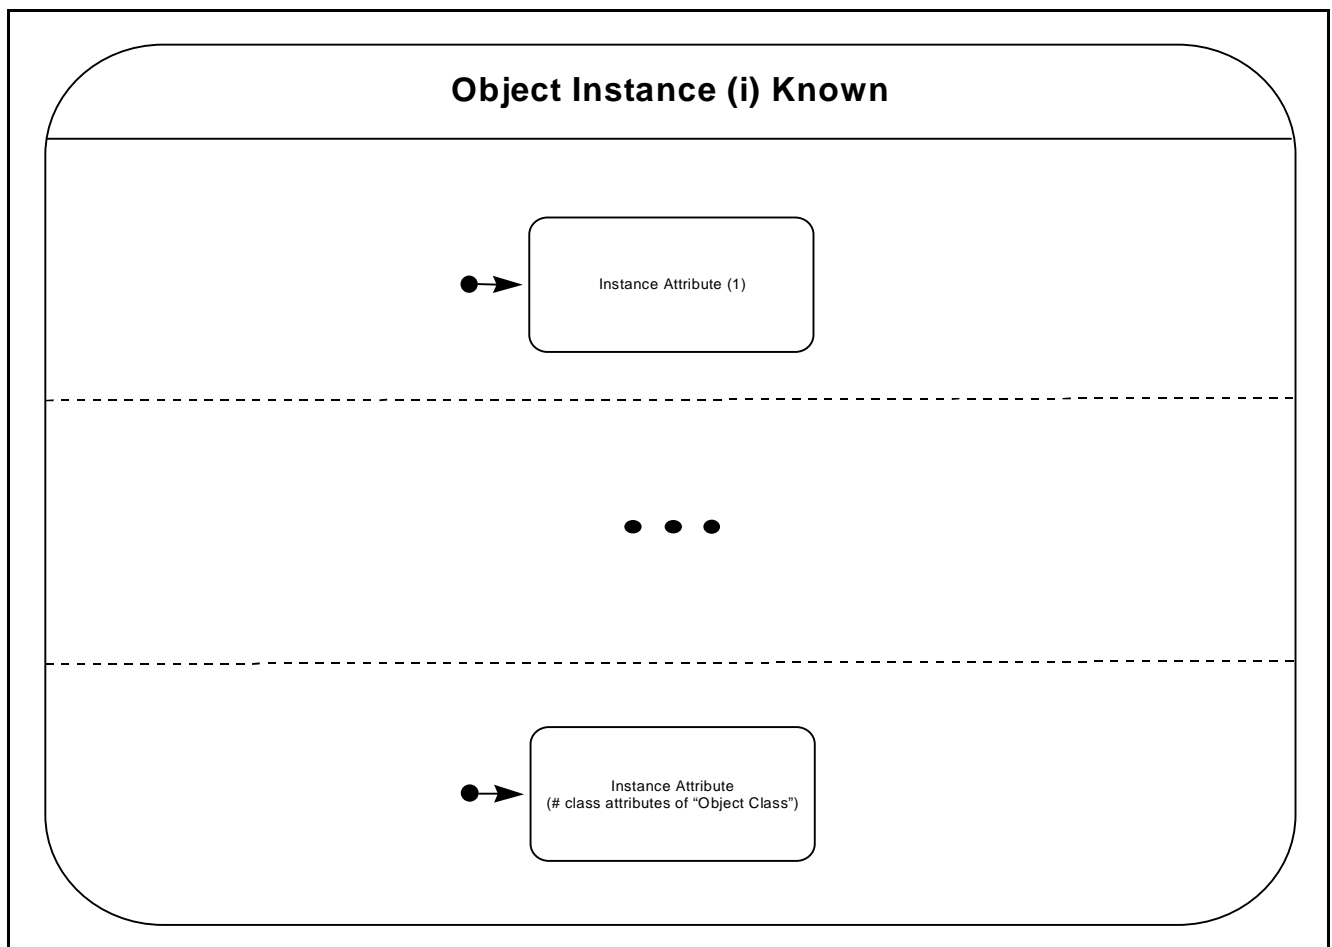 Object Instance (i) Known
Instance Attribute (1)
Instance Attribute
(# class attributes of “Object Class”)